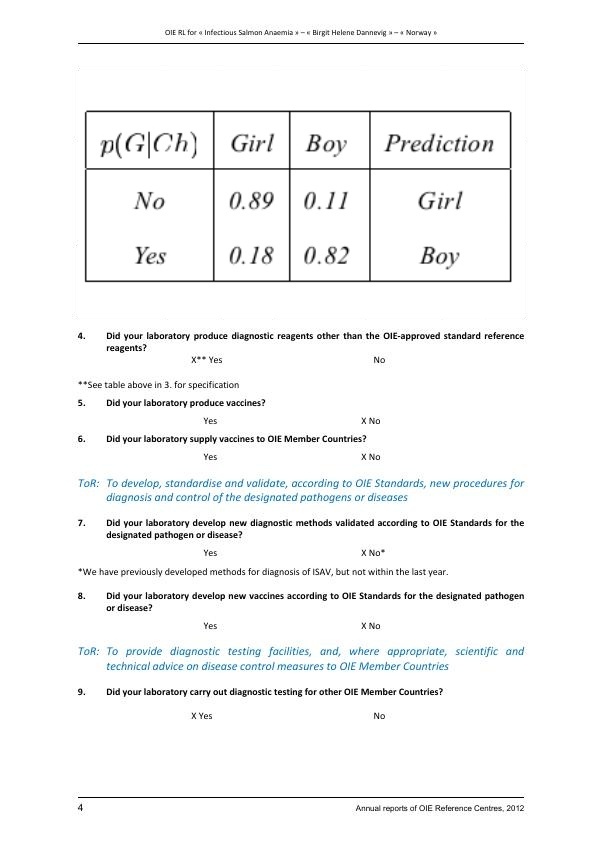 OIE RL for « Infectious Salmon Anaemia » – « Birgit Helene Dannevig » – « Norway »
p(G|Ch) Girl Boy Prediction
No 0.89 0.11 Girl
Yes 0.18 0.82 Boy
4. Did your laboratory produce diagnostic reagents other than the OIE-approved standard reference
reagents?
X** Yes No
**See table above in 3. for specification
5. Did your laboratory produce vaccines?
Yes X No
6. Did your laboratory supply vaccines to OIE Member Countries?
Yes X No
ToR: To develop, standardise and validate, according to OIE Standards, new procedures for
diagnosis and control of the designated pathogens or diseases
7. Did your laboratory develop new diagnostic methods validated according to OIE Standards for the
designated pathogen or disease?
Yes X No*
*We have previously developed methods for diagnosis of ISAV, but not within the last year.
8. Did your laboratory develop new vaccines according to OIE Standards for the designated pathogen
or disease?
Yes X No
ToR: To provide diagnostic testing facilities, and, where appropriate, scientific and
technical advice on disease control measures to OIE Member Countries
9. Did your laboratory carry out diagnostic testing for other OIE Member Countries?
X Yes No
4 Annual reports of OIE Reference Centres, 2012